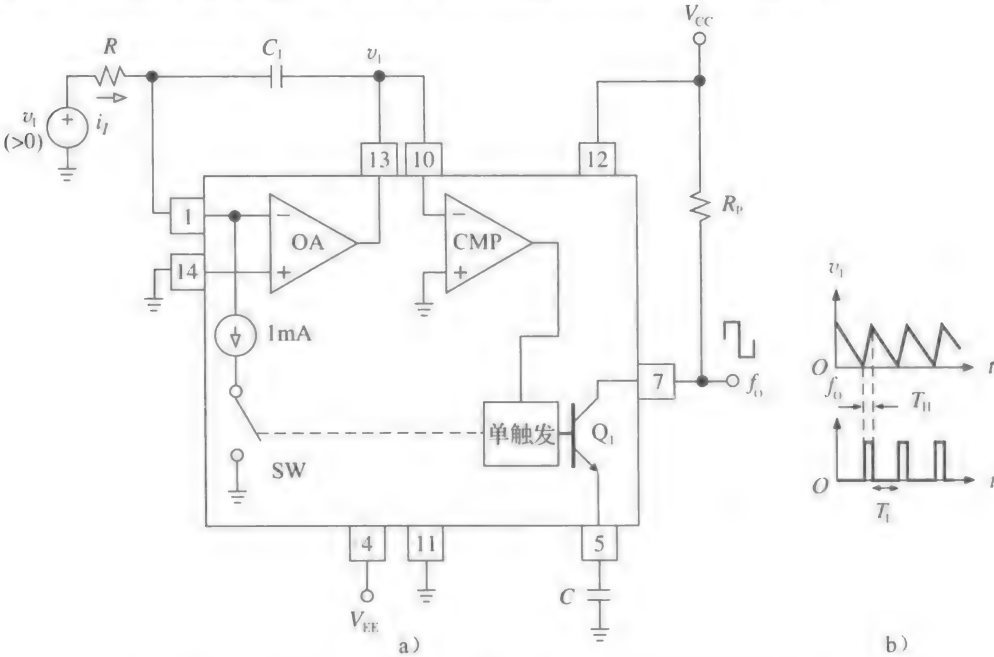 V_CC
R
C_1
v_1
v_I
(>0)
+
i_I
13
10
12
1
14
−
OA
+
−
CMP
+
R_P
1mA
7
f_O
单触发
Q_1
SW
4
11
5
V_EE
C
a)
v_1
O
t
f_O
T_H
O
t
T_L
b)